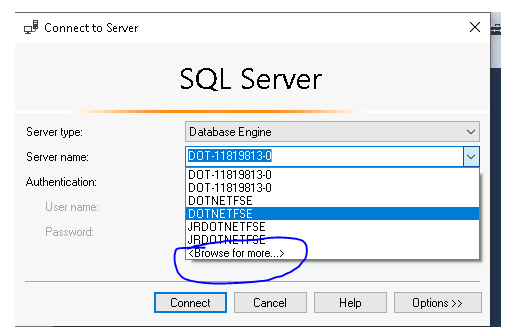 Connect to Server
SQL Server
Server type: Database Engine
Server name: DOT-11819813-0
DOT-11819813-0
DOT-11819813-0
Authentication: DOTNETFSE
User name: DOTNETFSE
JRDOTNETFSE
Password: JRDOTNETFSE
<Browse for more...>
Connect Cancel Help Options >>